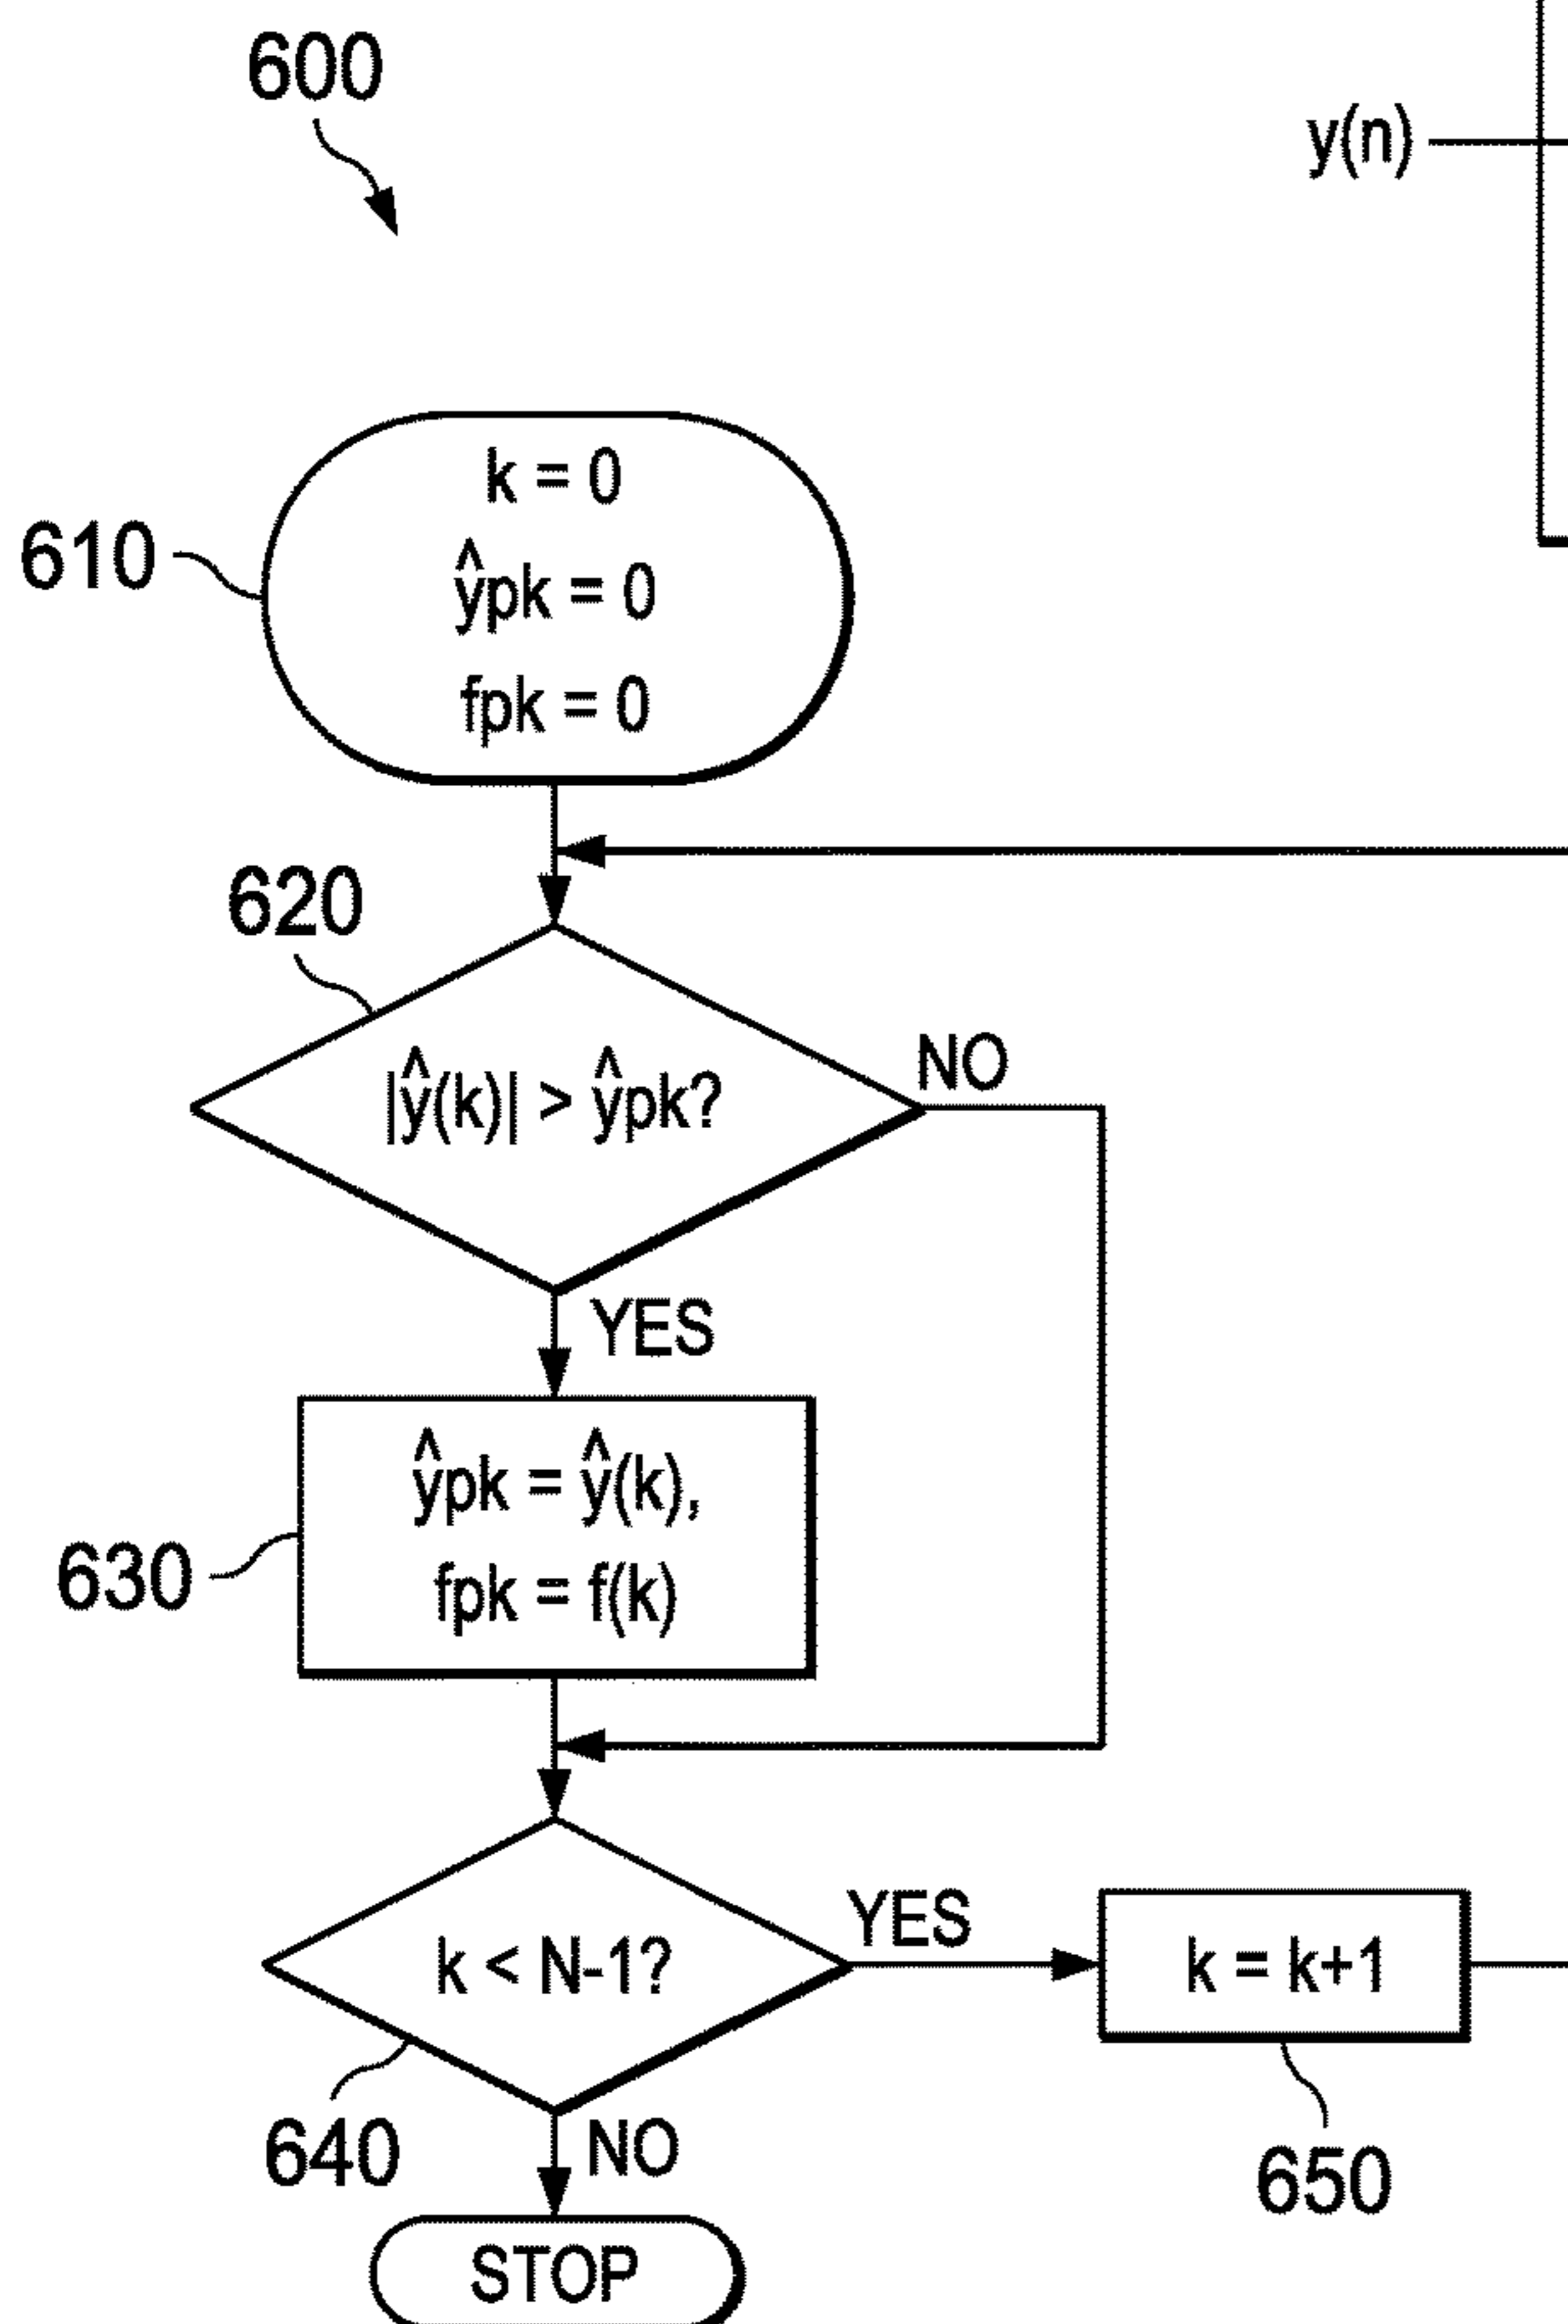 600
y(n)
k = 0
ŷpk = 0
fpk = 0
610
620
|ŷ(k)| > ŷpk?
NO
YES
ŷpk = ŷ(k),
fpk = f(k)
630
k < N-1?
YES
k = k+1
640
NO
650
STOP